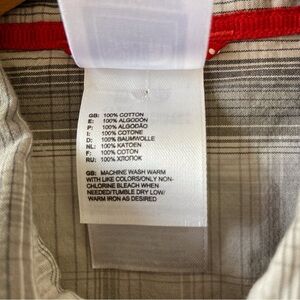 GB: 100% COTTON
E: 100% ALGODÓN
P: 100% ALGODÃO
I: 100% COTONE
D: 100% BAUMWOLLE
NL: 100% KATOEN
F: 100% COTON
RU: 100% ХЛОПОК
GB: MACHINE WASH WARM
WITH LIKE COLORS/ONLY NON-
CHLORINE BLEACH WHEN
NEEDED/TUMBLE DRY LOW/
WARM IRON AS DESIRED